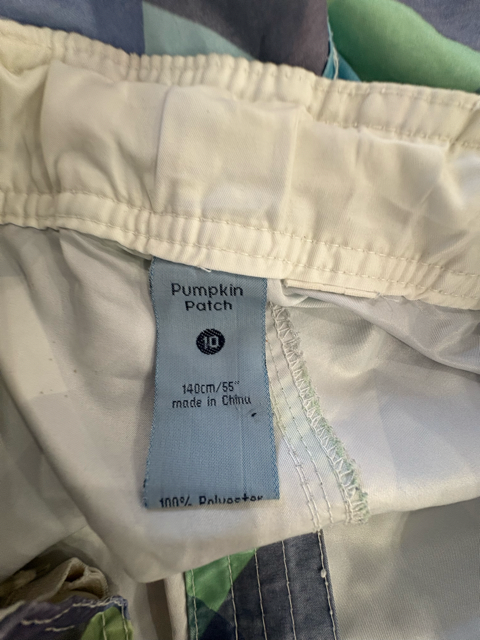 Pumpkin
Patch
10
140cm/55"
made in China
100% Polyester